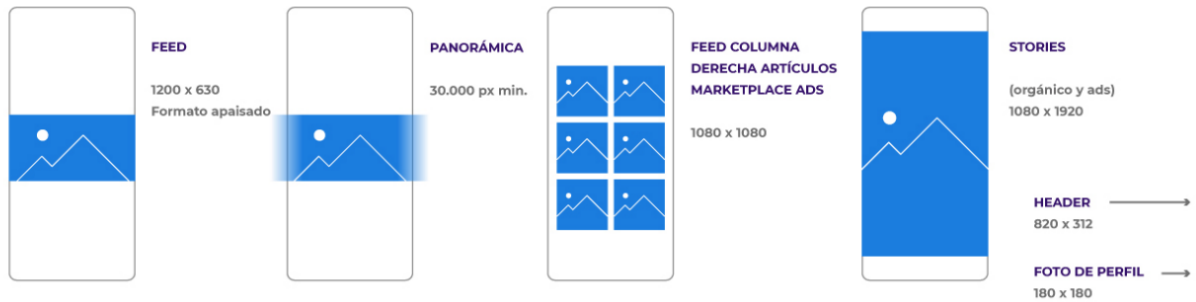 FEED
1200 x 630
Formato apaisado
PANORÁMICA
30.000 px min.
FEED COLUMNA
DERECHA ARTÍCULOS
MARKETPLACE ADS
1080 x 1080
STORIES
(orgánico y ads)
1080 x 1920
HEADER
820 x 312
FOTO DE PERFIL
180 x 180